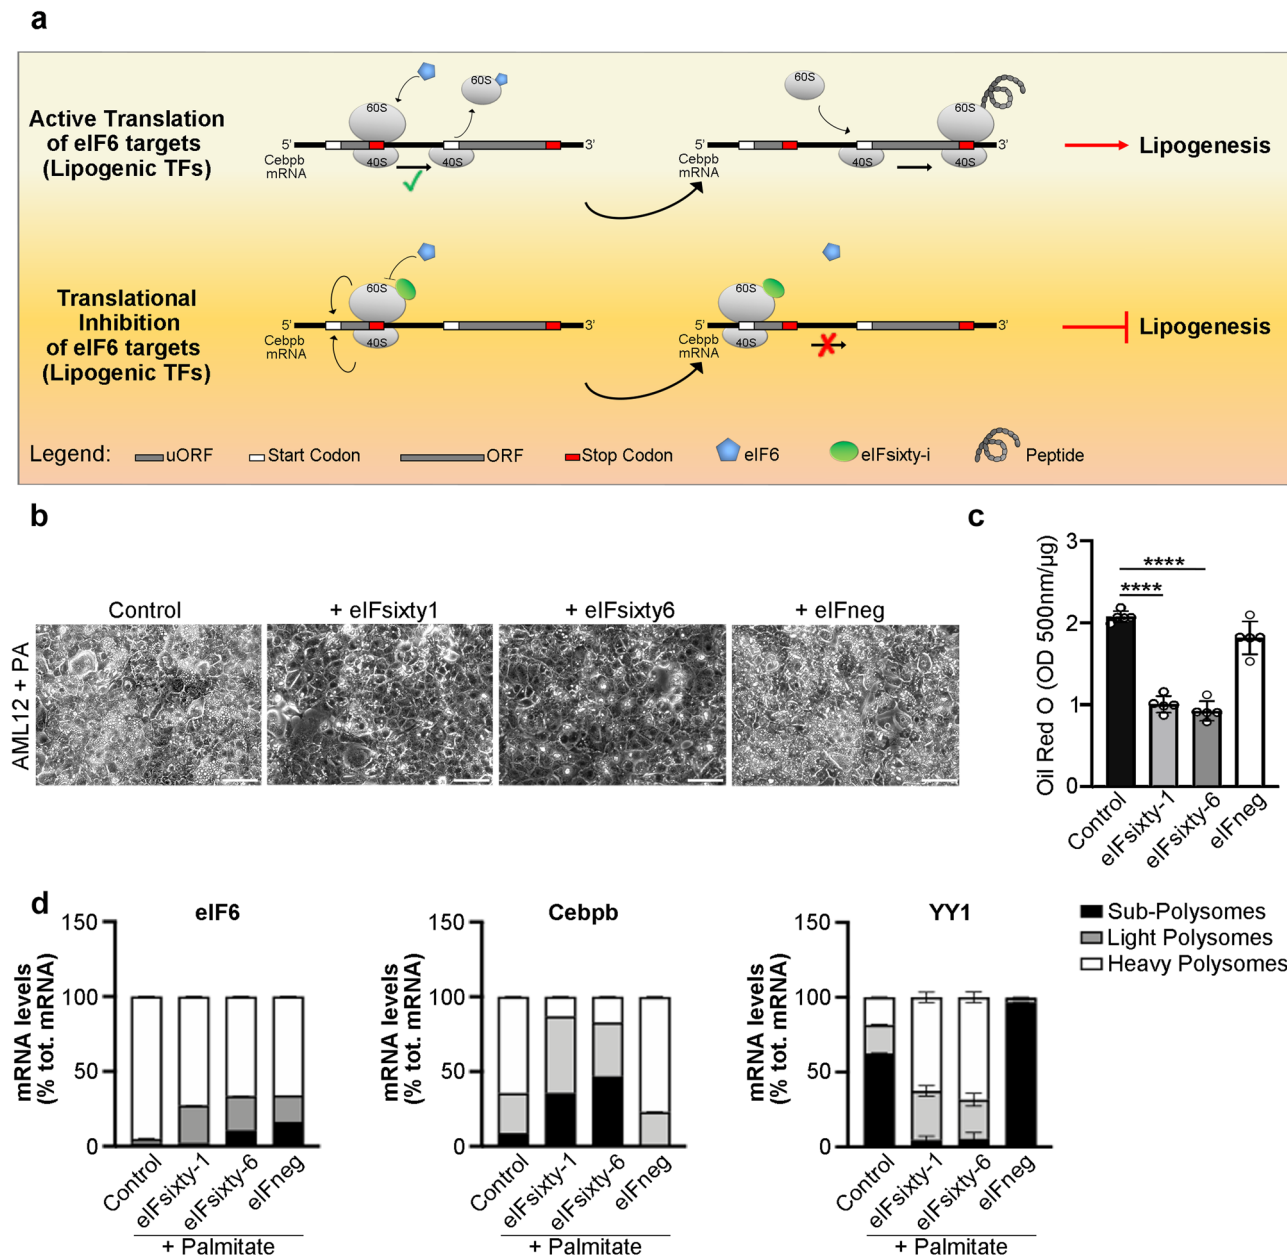 a
Active Translation
of eIF6 targets
(Lipogenic TFs)
60S
60S
5'
3'
40S
40S
Cebpb
mRNA
60S
60S
5'
3'
40S
40S
Cebpb
mRNA
Lipogenesis
Translational
Inhibition
of eIF6 targets
(Lipogenic TFs)
60S
5'
3'
40S
Cebpb
mRNA
60S
5'
3'
40S
Cebpb
mRNA
Lipogenesis
Legend: uORF Start Codon ORF Stop Codon eIF6 eIFsixty-i Peptide
b
Control + eIFsixty1 + eIFsixty6 + eIFneg
AML12 + PA
c
Oil Red O (OD 500nm/µg)
3
2
1
0
****
****
Control eIFsixty-1 eIFsixty-6 eIFneg
d
eIF6
mRNA levels
(% tot. mRNA)
150
100
50
0
Control eIFsixty-1 eIFsixty-6 eIFneg
+ Palmitate
Cebpb
mRNA levels
(% tot. mRNA)
150
100
50
0
Control eIFsixty-1 eIFsixty-6 eIFneg
+ Palmitate
YY1
mRNA levels
(% tot. mRNA)
150
100
50
0
Control eIFsixty-1 eIFsixty-6 eIFneg
+ Palmitate
Sub-Polysomes
Light Polysomes
Heavy Polysomes